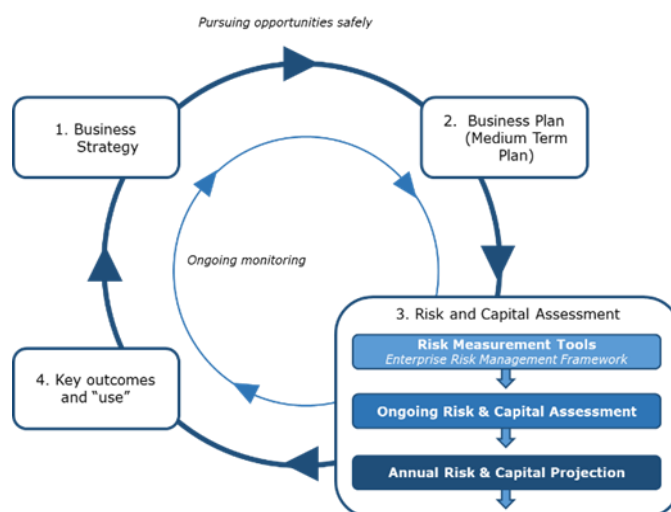 Pursuing opportunities safely
1. Business
Strategy
2. Business Plan
(Medium Term
Plan)
Ongoing monitoring
3. Risk and Capital Assessment
Risk Measurement Tools
Enterprise Risk Management Framework
Ongoing Risk & Capital Assessment
Annual Risk & Capital Projection
4. Key outcomes
and “use”